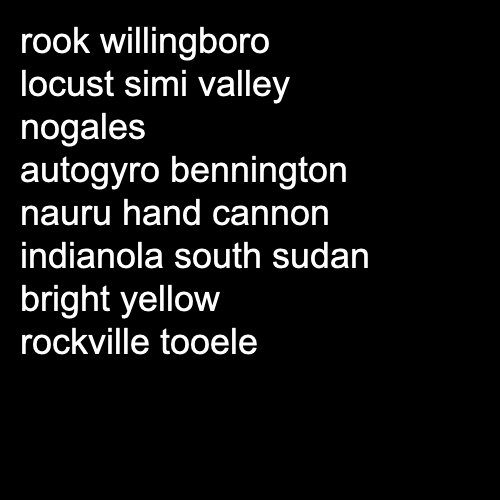 rook willingboro
locust simi valley
nogales
autogyro bennington
nauru hand cannon
indianola south sudan
bright yellow
rockville tooele